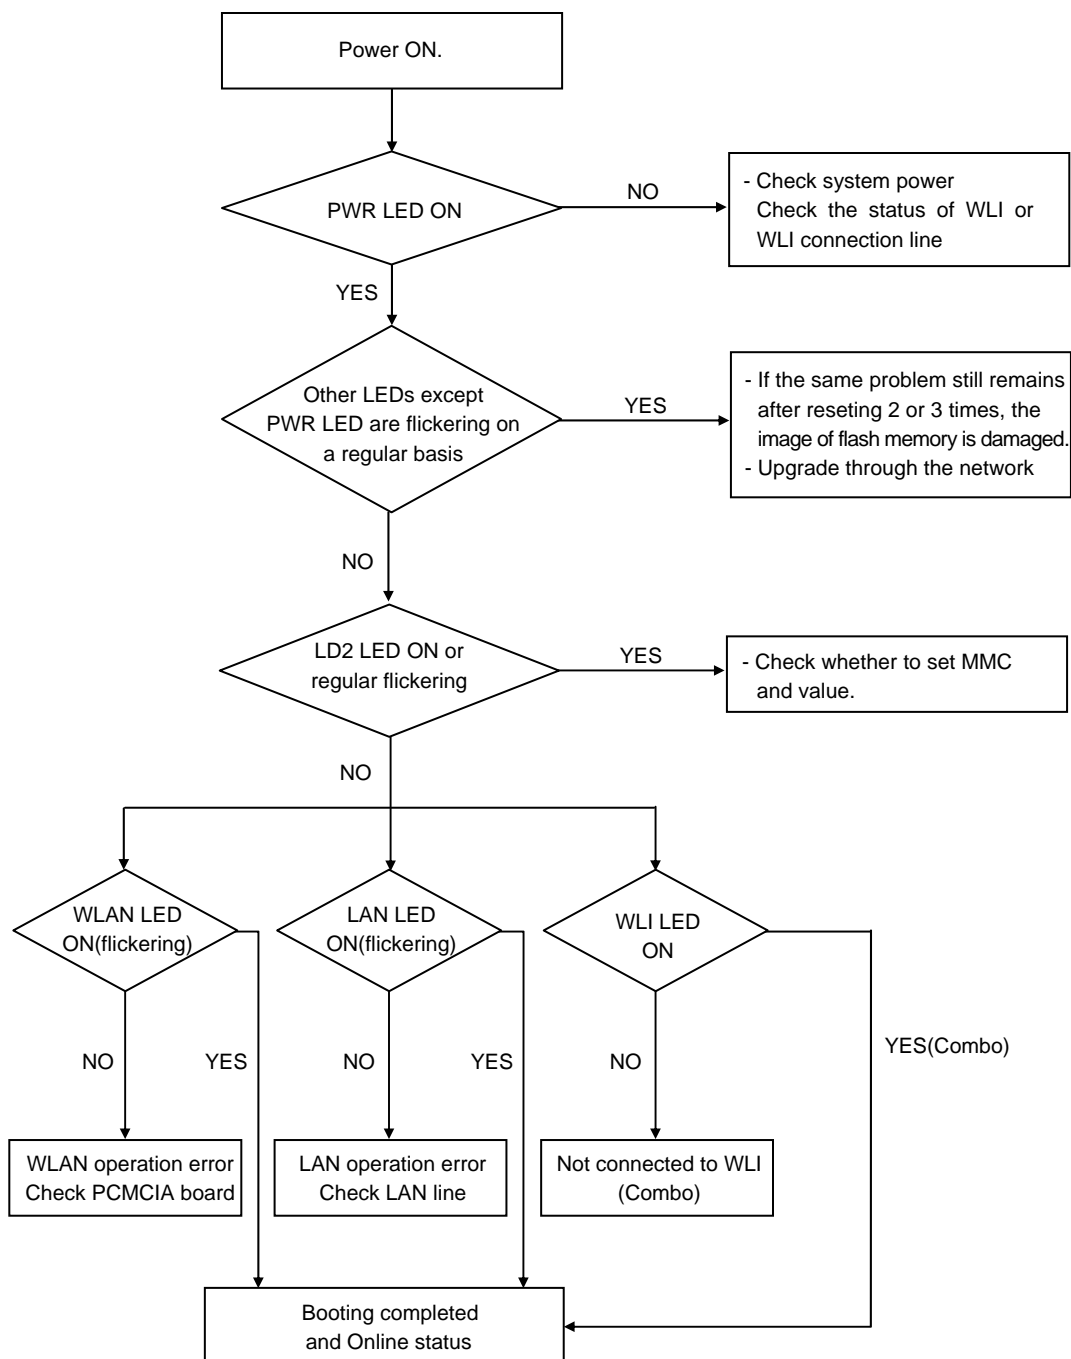 Power ON.
PWR LED ON
NO
- Check system power
Check the status of WLI or
WLI connection line
YES
Other LEDs except
PWR LED are flickering on
a regular basis
YES
- If the same problem still remains
after reseting 2 or 3 times, the
image of flash memory is damaged.
- Upgrade through the network
NO
LD2 LED ON or
regular flickering
YES
- Check whether to set MMC
and value.
NO
WLAN LED
ON(flickering)
LAN LED
ON(flickering)
WLI LED
ON
NO
YES
NO
YES
NO
YES(Combo)
WLAN operation error
Check PCMCIA board
LAN operation error
Check LAN line
Not connected to WLI
(Combo)
Booting completed
and Online status